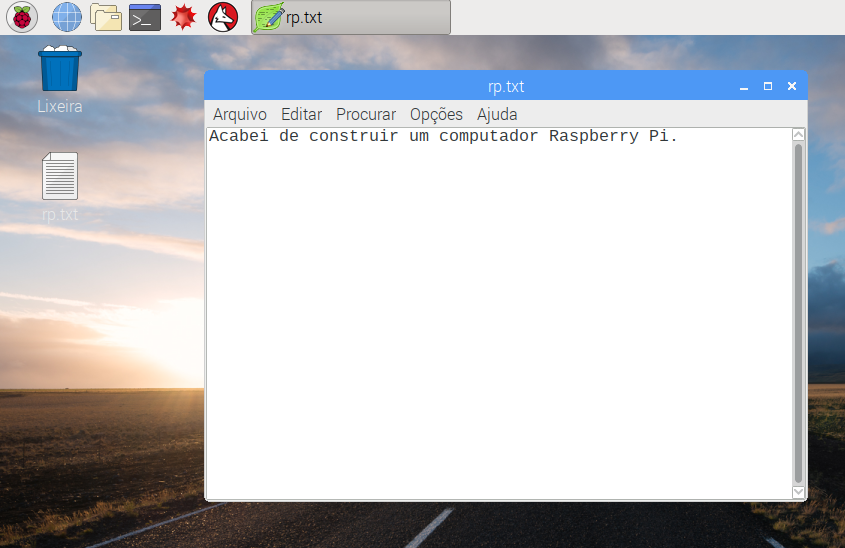 rp.txt
Lixeira
rp.txt
rp.txt
Arquivo Editar Procurar Opções Ajuda
Acabei de construir um computador Raspberry Pi.